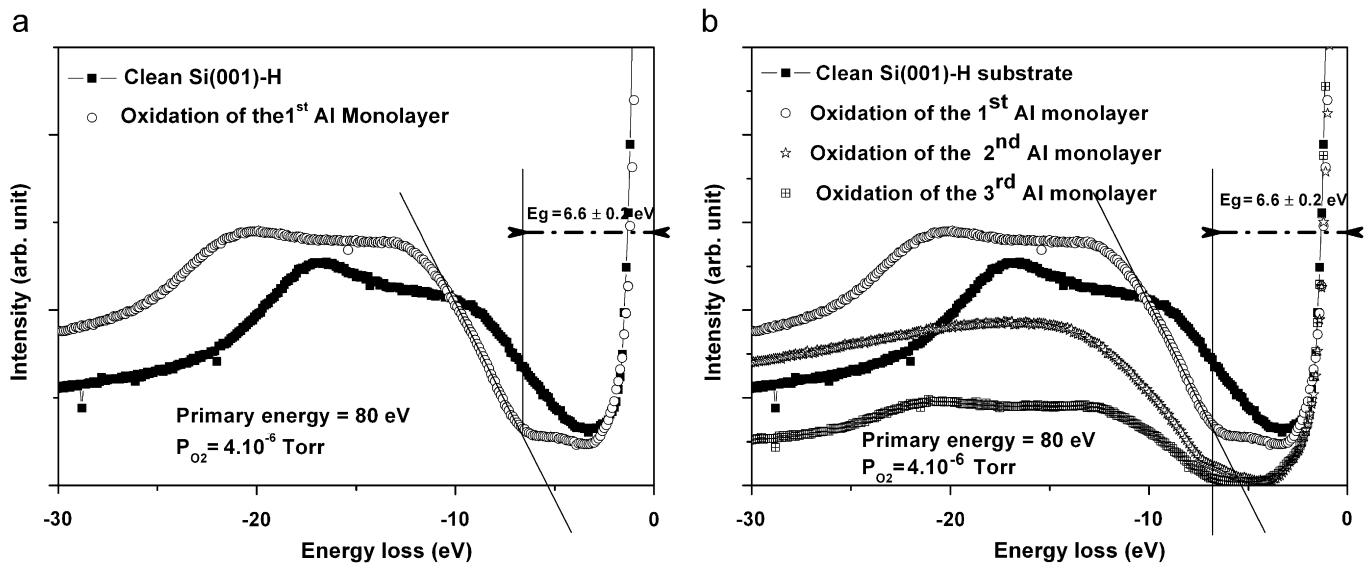 a
Clean Si(001)-H
Oxidation of the1st Al Monolayer
Eg = 6.6 ± 0.2 eV
Primary energy = 80 eV
PO2 = 4.10-6 Torr
Intensity (arb. unit)
-30 -20 -10 0
Energy loss (eV)
b
Clean Si(001)-H substrate
Oxidation of the 1st Al monolayer
Oxidation of the 2nd Al monolayer
Oxidation of the 3rd Al monolayer
Eg = 6.6 ± 0.2 eV
Primary energy = 80 eV
PO2 = 4.10-6 Torr
Intensity (arb. unit)
-30 -20 -10 0
Energy loss (eV)